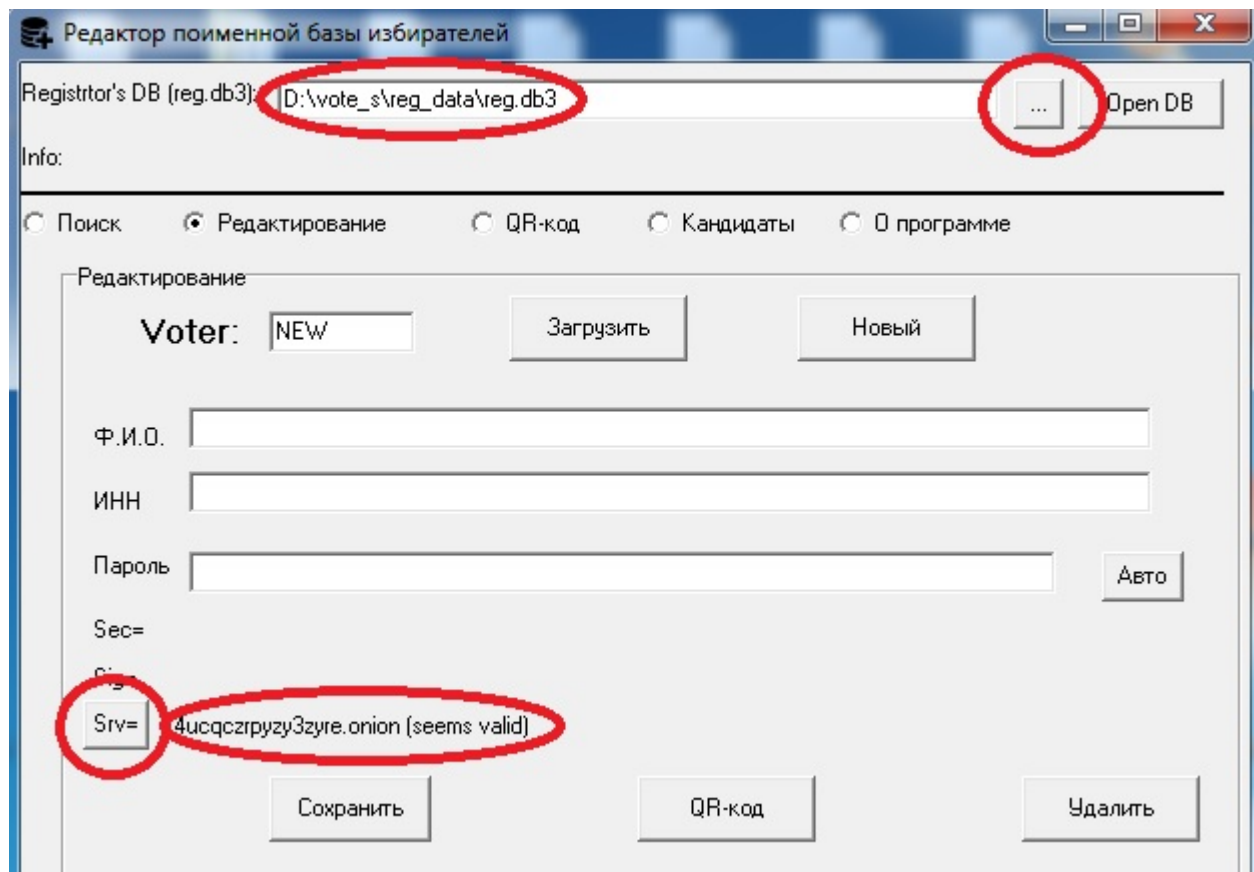 Редактор поименной базы избирателей
Registrtor's DB (reg.db3): D:\vote_s\reg_data\reg.db3 ... Open DB
Info:
Поиск Редактирование QR-код Кандидаты О программе
Редактирование
Voter: NEW Загрузить Новый
Ф.И.О.
ИНН
Пароль Авто
Sec=
Sig=
Srv= 4ucqczrpyzy3zyre.onion (seems valid)
Сохранить QR-код Удалить